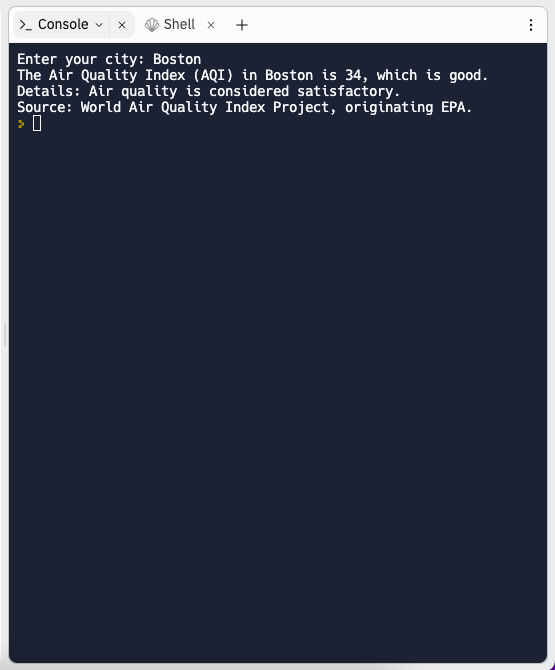 Console
Shell
Enter your city: Boston
The Air Quality Index (AQI) in Boston is 34, which is good.
Details: Air quality is considered satisfactory.
Source: World Air Quality Index Project, originating EPA.